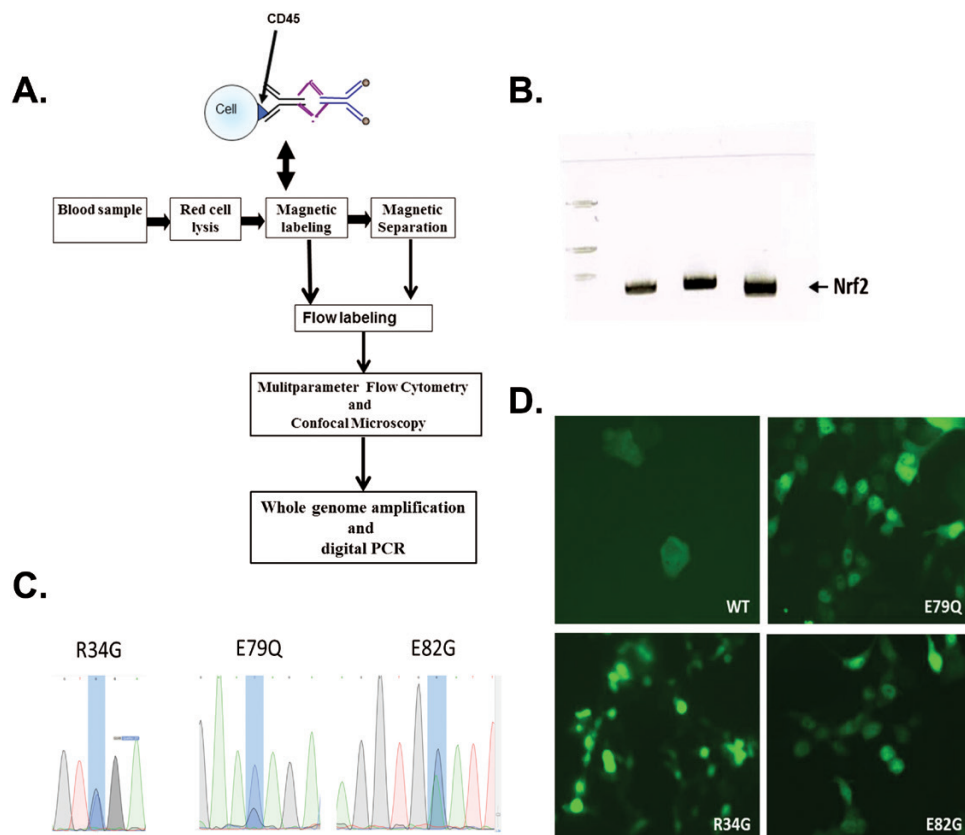 A.
CD45
Cell
Blood sample
Red cell
lysis
Magnetic
labeling
Magnetic
Separation
Flow labeling
Mulitparameter Flow Cytometry
and
Confocal Microscopy
Whole genome amplification
and
digital PCR
B.
Nrf2
C.
R34G
E79Q
E82G
D.
WT
E79Q
R34G
E82G